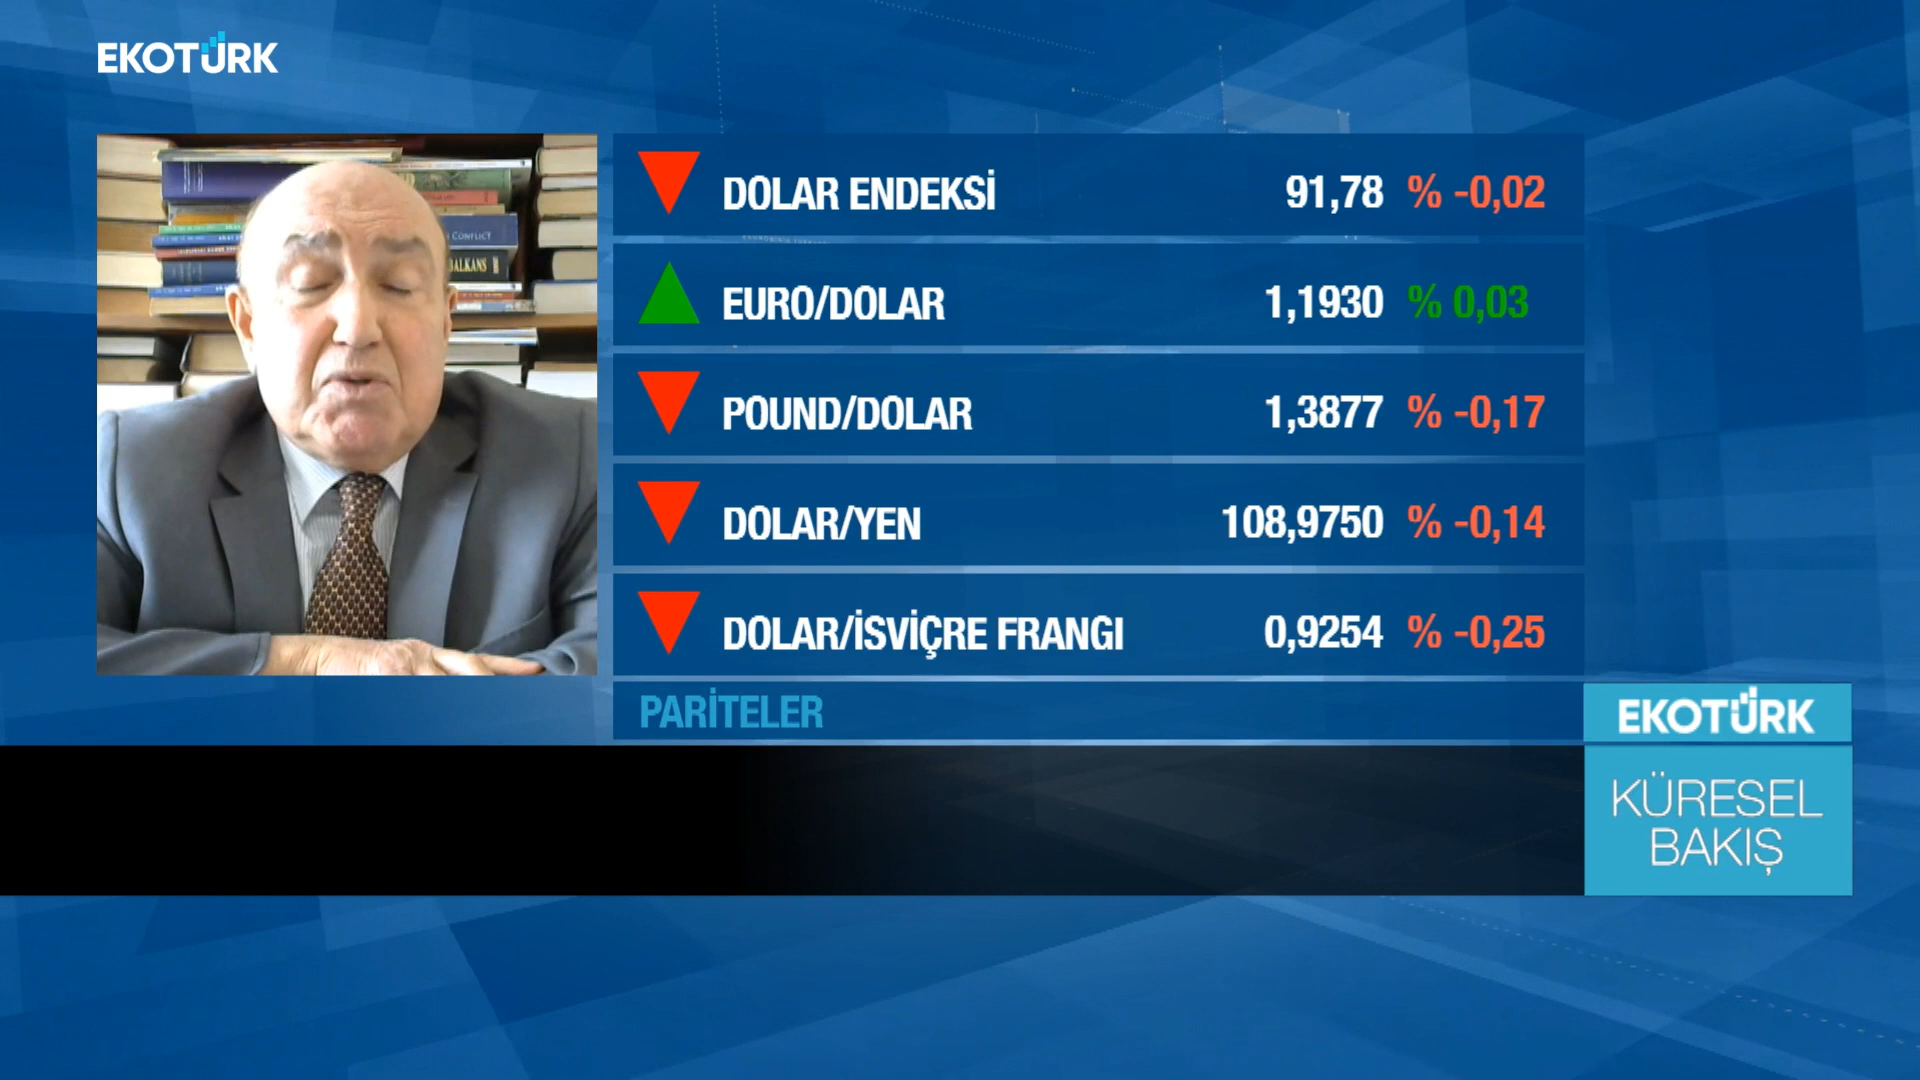 EKOTÜRK
CONFLICT
BALKANS
DOLAR ENDEKSİ 91,78 % -0,02
EURO/DOLAR 1,1930 % 0,03
POUND/DOLAR 1,3877 % -0,17
DOLAR/YEN 108,9750 % -0,14
DOLAR/İSVİÇRE FRANGI 0,9254 % -0,25
PARİTELER
EKOTÜRK
KÜRESEL
BAKIŞ